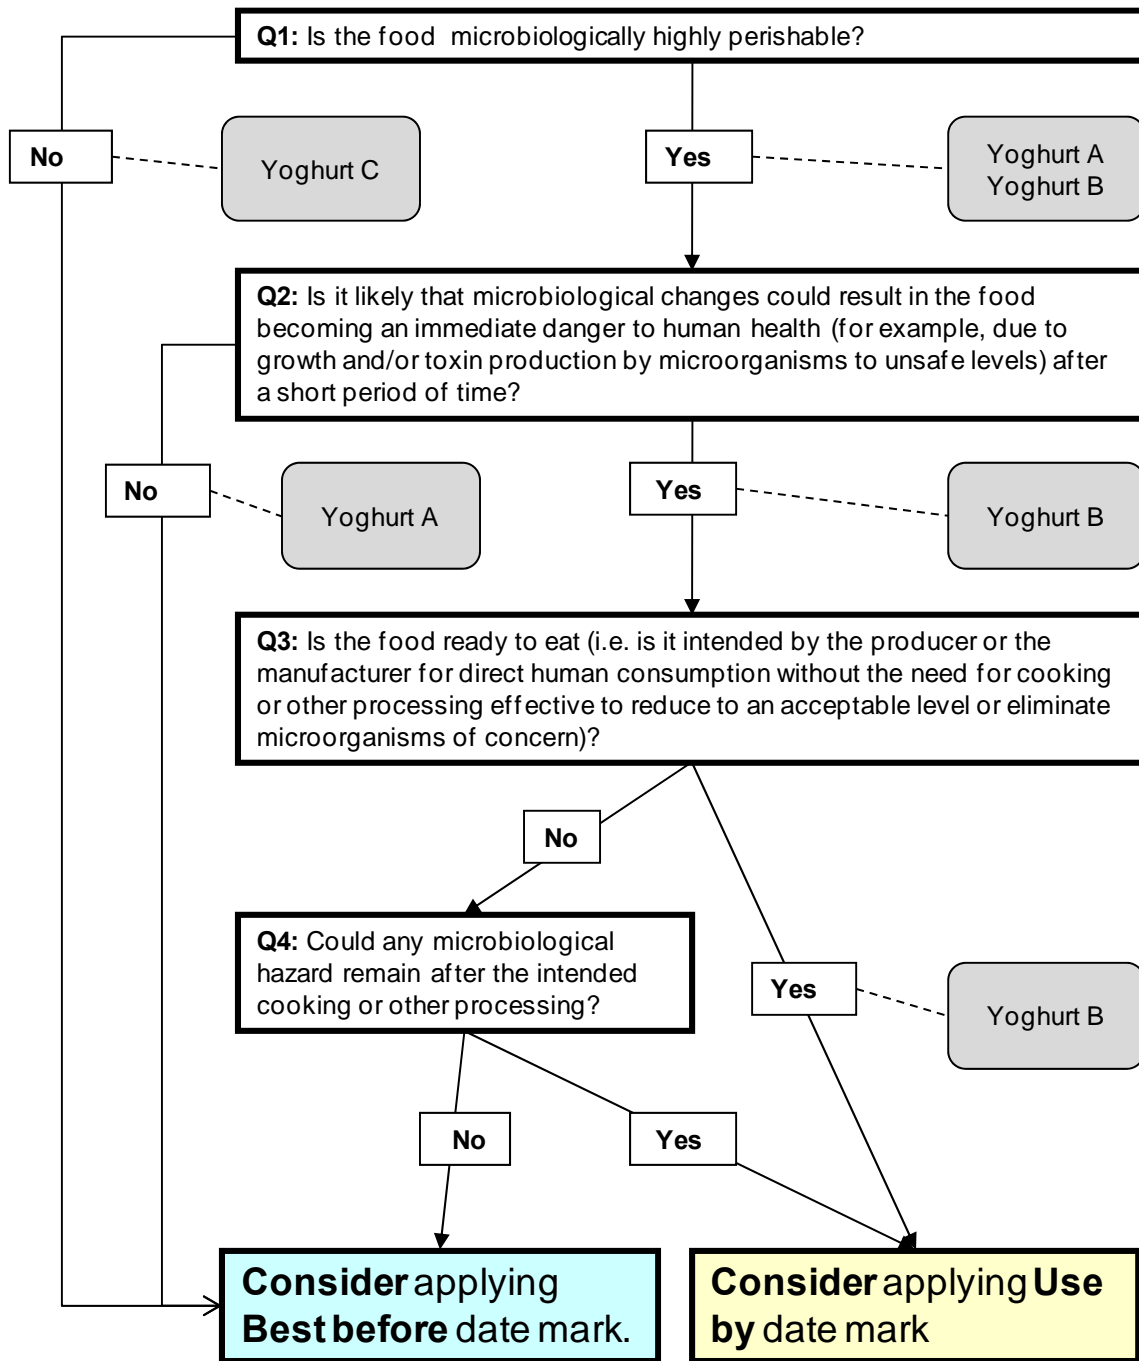 Q1: Is the food microbiologically highly perishable?
No
Yoghurt C
Yes
Yoghurt A
Yoghurt B
Q2: Is it likely that microbiological changes could result in the food
becoming an immediate danger to human health (for example, due to
growth and/or toxin production by microorganisms to unsafe levels) after
a short period of time?
No
Yoghurt A
Yes
Yoghurt B
Q3: Is the food ready to eat (i.e. is it intended by the producer or the
manufacturer for direct human consumption without the need for cooking
or other processing effective to reduce to an acceptable level or eliminate
microorganisms of concern)?
No
Q4: Could any microbiological
hazard remain after the intended
cooking or other processing?
Yes
Yoghurt B
No
Yes
Consider applying
Best before date mark.
Consider applying Use
by date mark